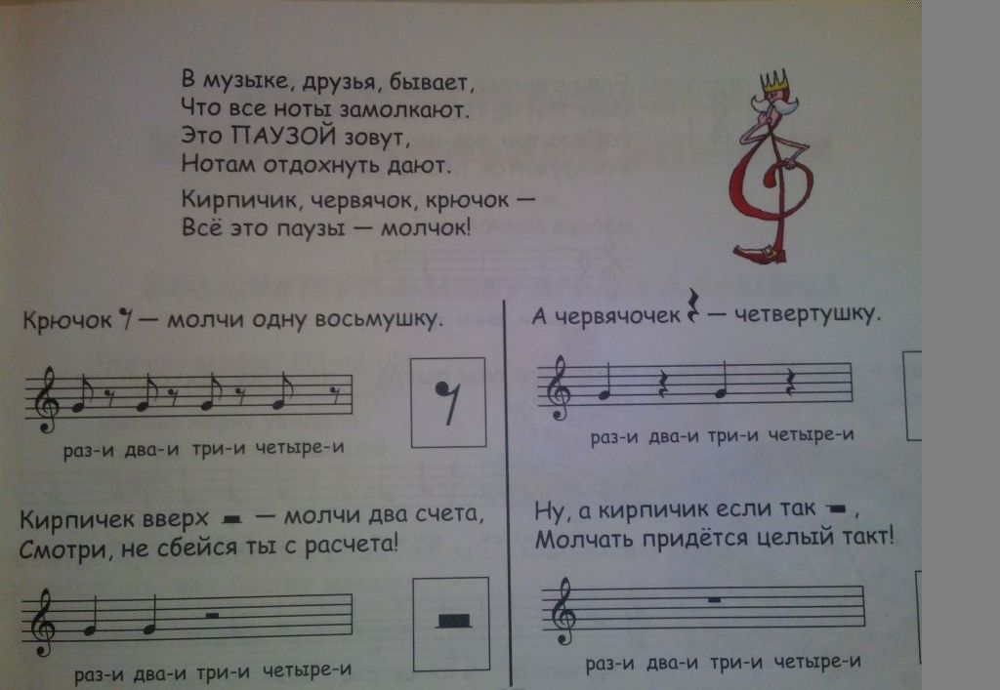 В музыке, друзья, бывает,
Что все ноты замолкают.
Это ПАУЗОЙ зовут,
Нотам отдохнуть дают.
Кирпичик, червячок, крючок —
Всё это паузы — молчок!
Крючок — молчи одну восьмушку.
раз-и два-и три-и четыре-и
А червячочек — четвертушку.
раз-и два-и три-и четыре-и
Кирпичек вверх — молчи два счета,
Смотри, не сбейся ты с расчета!
раз-и два-и три-и четыре-и
Ну, а кирпичик если так ,
Молчать придётся целый такт!
раз-и два-и три-и четыре-и